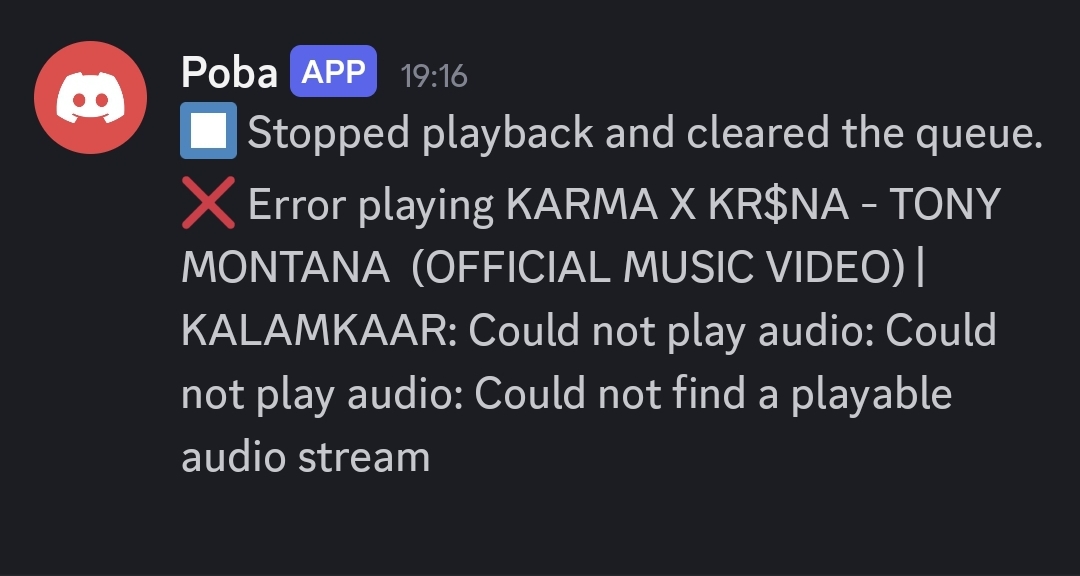 Poba APP 19:16
⏹️ Stopped playback and cleared the queue.
❌ Error playing KARMA X KR$NA - TONY
MONTANA  (OFFICIAL MUSIC VIDEO) |
KALAMKAAR: Could not play audio: Could
not play audio: Could not find a playable
audio stream